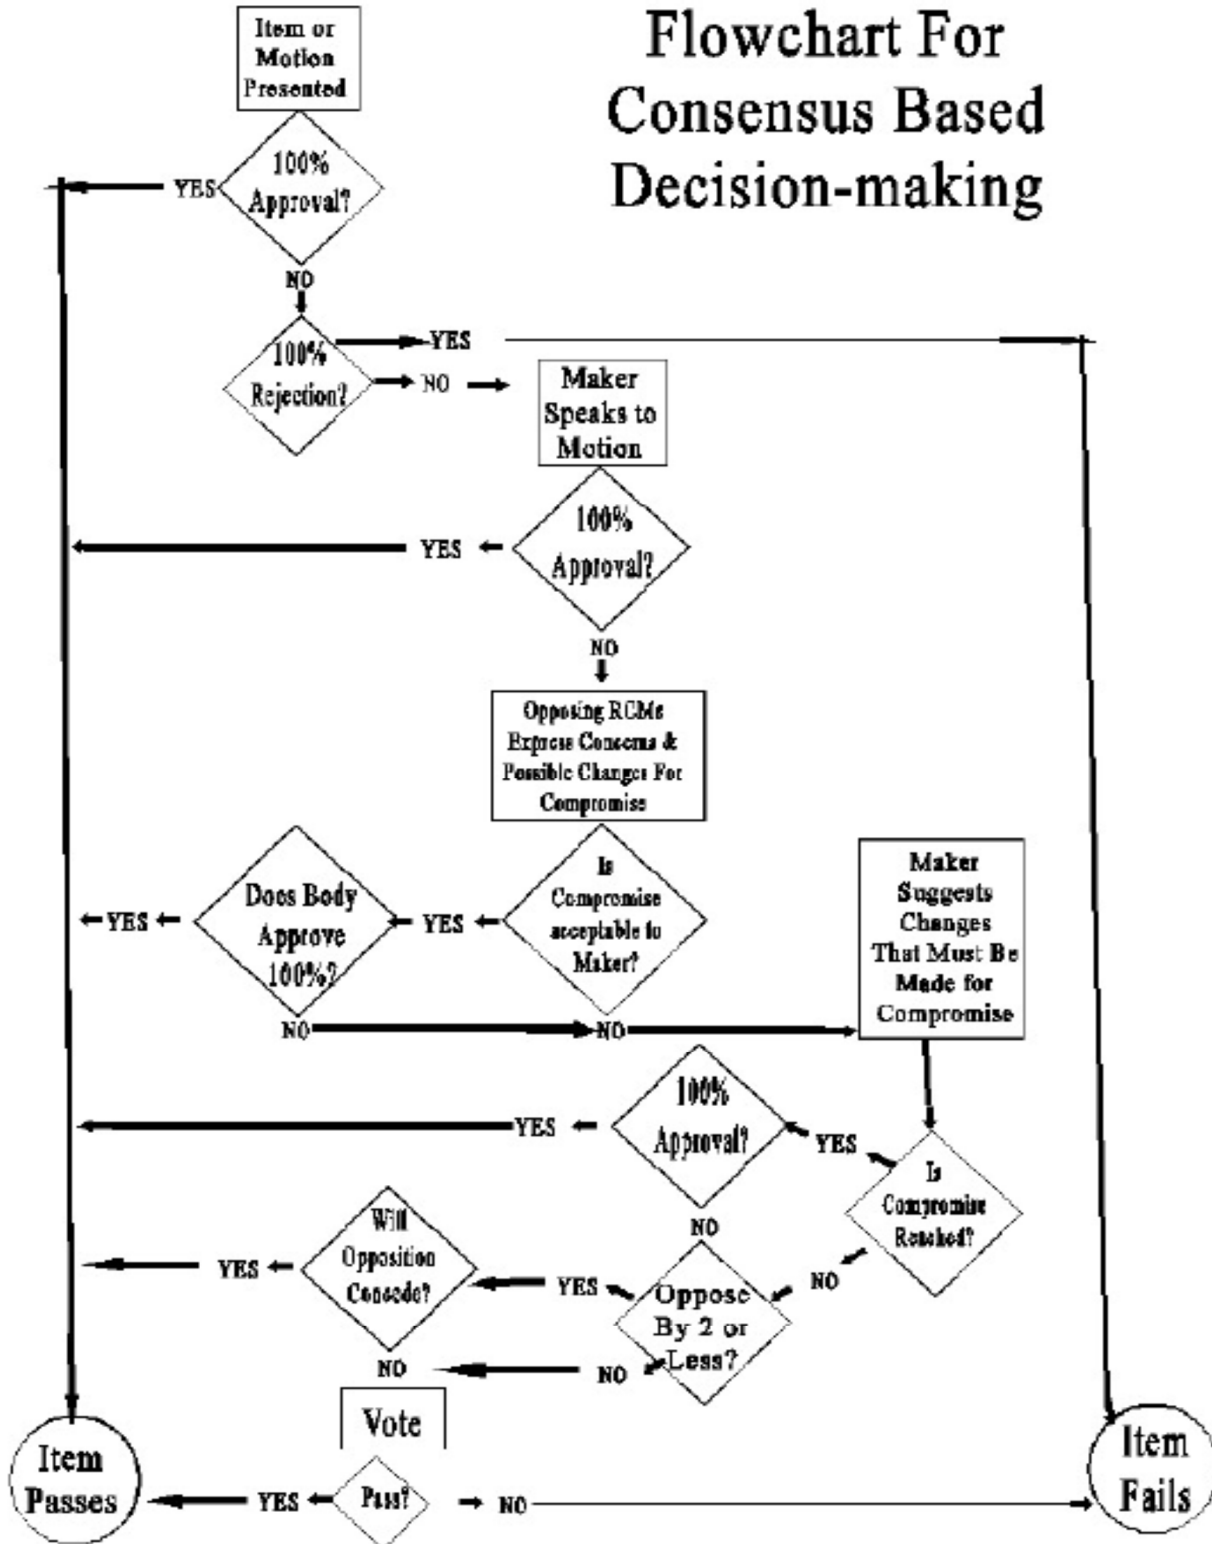 Flowchart For
Consensus Based
Decision-making
Item or
Motion
Presented
100%
Approval?
YES
NO
100%
Rejection?
YES
NO
Maker
Speaks to
Motion
100%
Approval?
YES
NO
Opposing RCMs
Express Concerns &
Possible Changes For
Compromise
Is
Compromise
acceptable to
Maker?
YES
Does Body
Approve
100%?
YES
NO
NO
Maker
Suggests
Changes
That Must Be
Made for
Compromise
Is
Compromise
Reached?
YES
100%
Approval?
YES
NO
NO
Oppose
By 2 or
Less?
YES
Will
Opposition
Concede?
YES
NO
NO
Vote
Pass?
YES
NO
Item
Passes
Item
Fails